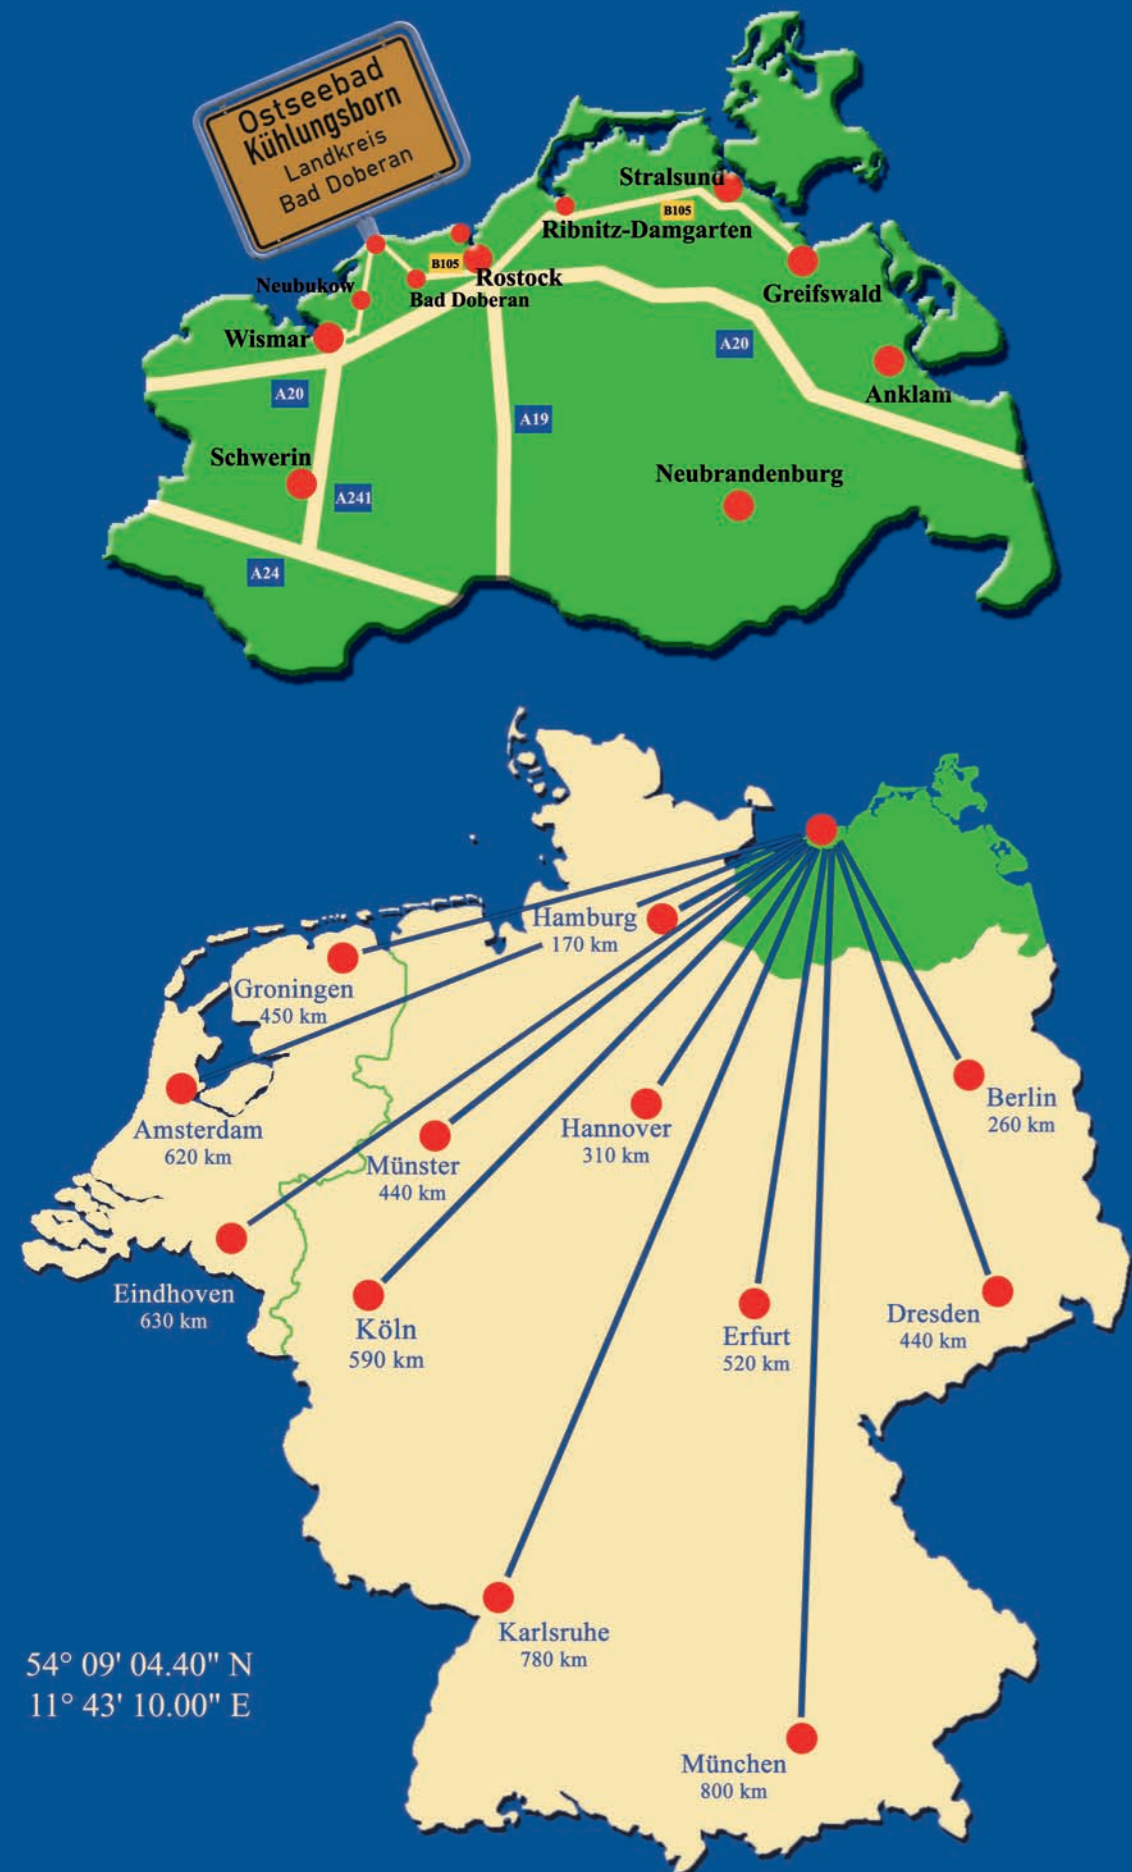 Ostseebad
Kühlungsborn
Landkreis
Bad Doberan
Stralsund
B105
Ribnitz-Damgarten
B105
Rostock
Neubukow
Bad Doberan
Greifswald
Wismar
A20
A20
Anklam
A19
Schwerin
Neubrandenburg
A241
A24
Hamburg
170 km
Groningen
450 km
Berlin
260 km
Amsterdam
620 km
Hannover
310 km
Münster
440 km
Eindhoven
630 km
Köln
590 km
Erfurt
520 km
Dresden
440 km
Karlsruhe
780 km
54° 09' 04.40" N
11° 43' 10.00" E
München
800 km